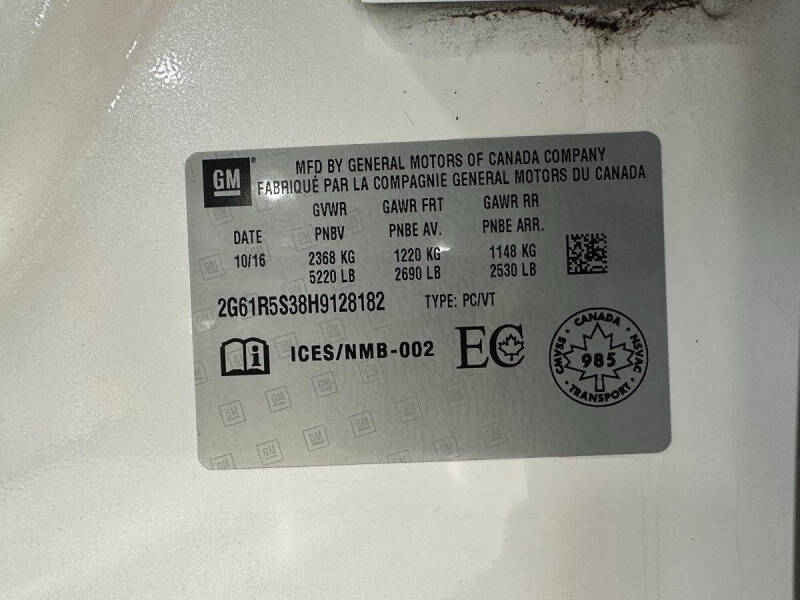 GM
MFD BY GENERAL MOTORS OF CANADA COMPANY
FABRIQUÉ PAR LA COMPAGNIE GENERAL MOTORS DU CANADA
GVWR GAWR FRT GAWR RR
DATE PNBV PNBE AV. PNBE ARR.
10/16 2368 KG 1220 KG 1148 KG
5220 LB 2690 LB 2530 LB
2G61R5S38H9128182 TYPE: PC/VT
ICES/NMB-002 EC
CANADA
CMVSS 985 NSVAC
TRANSPORT